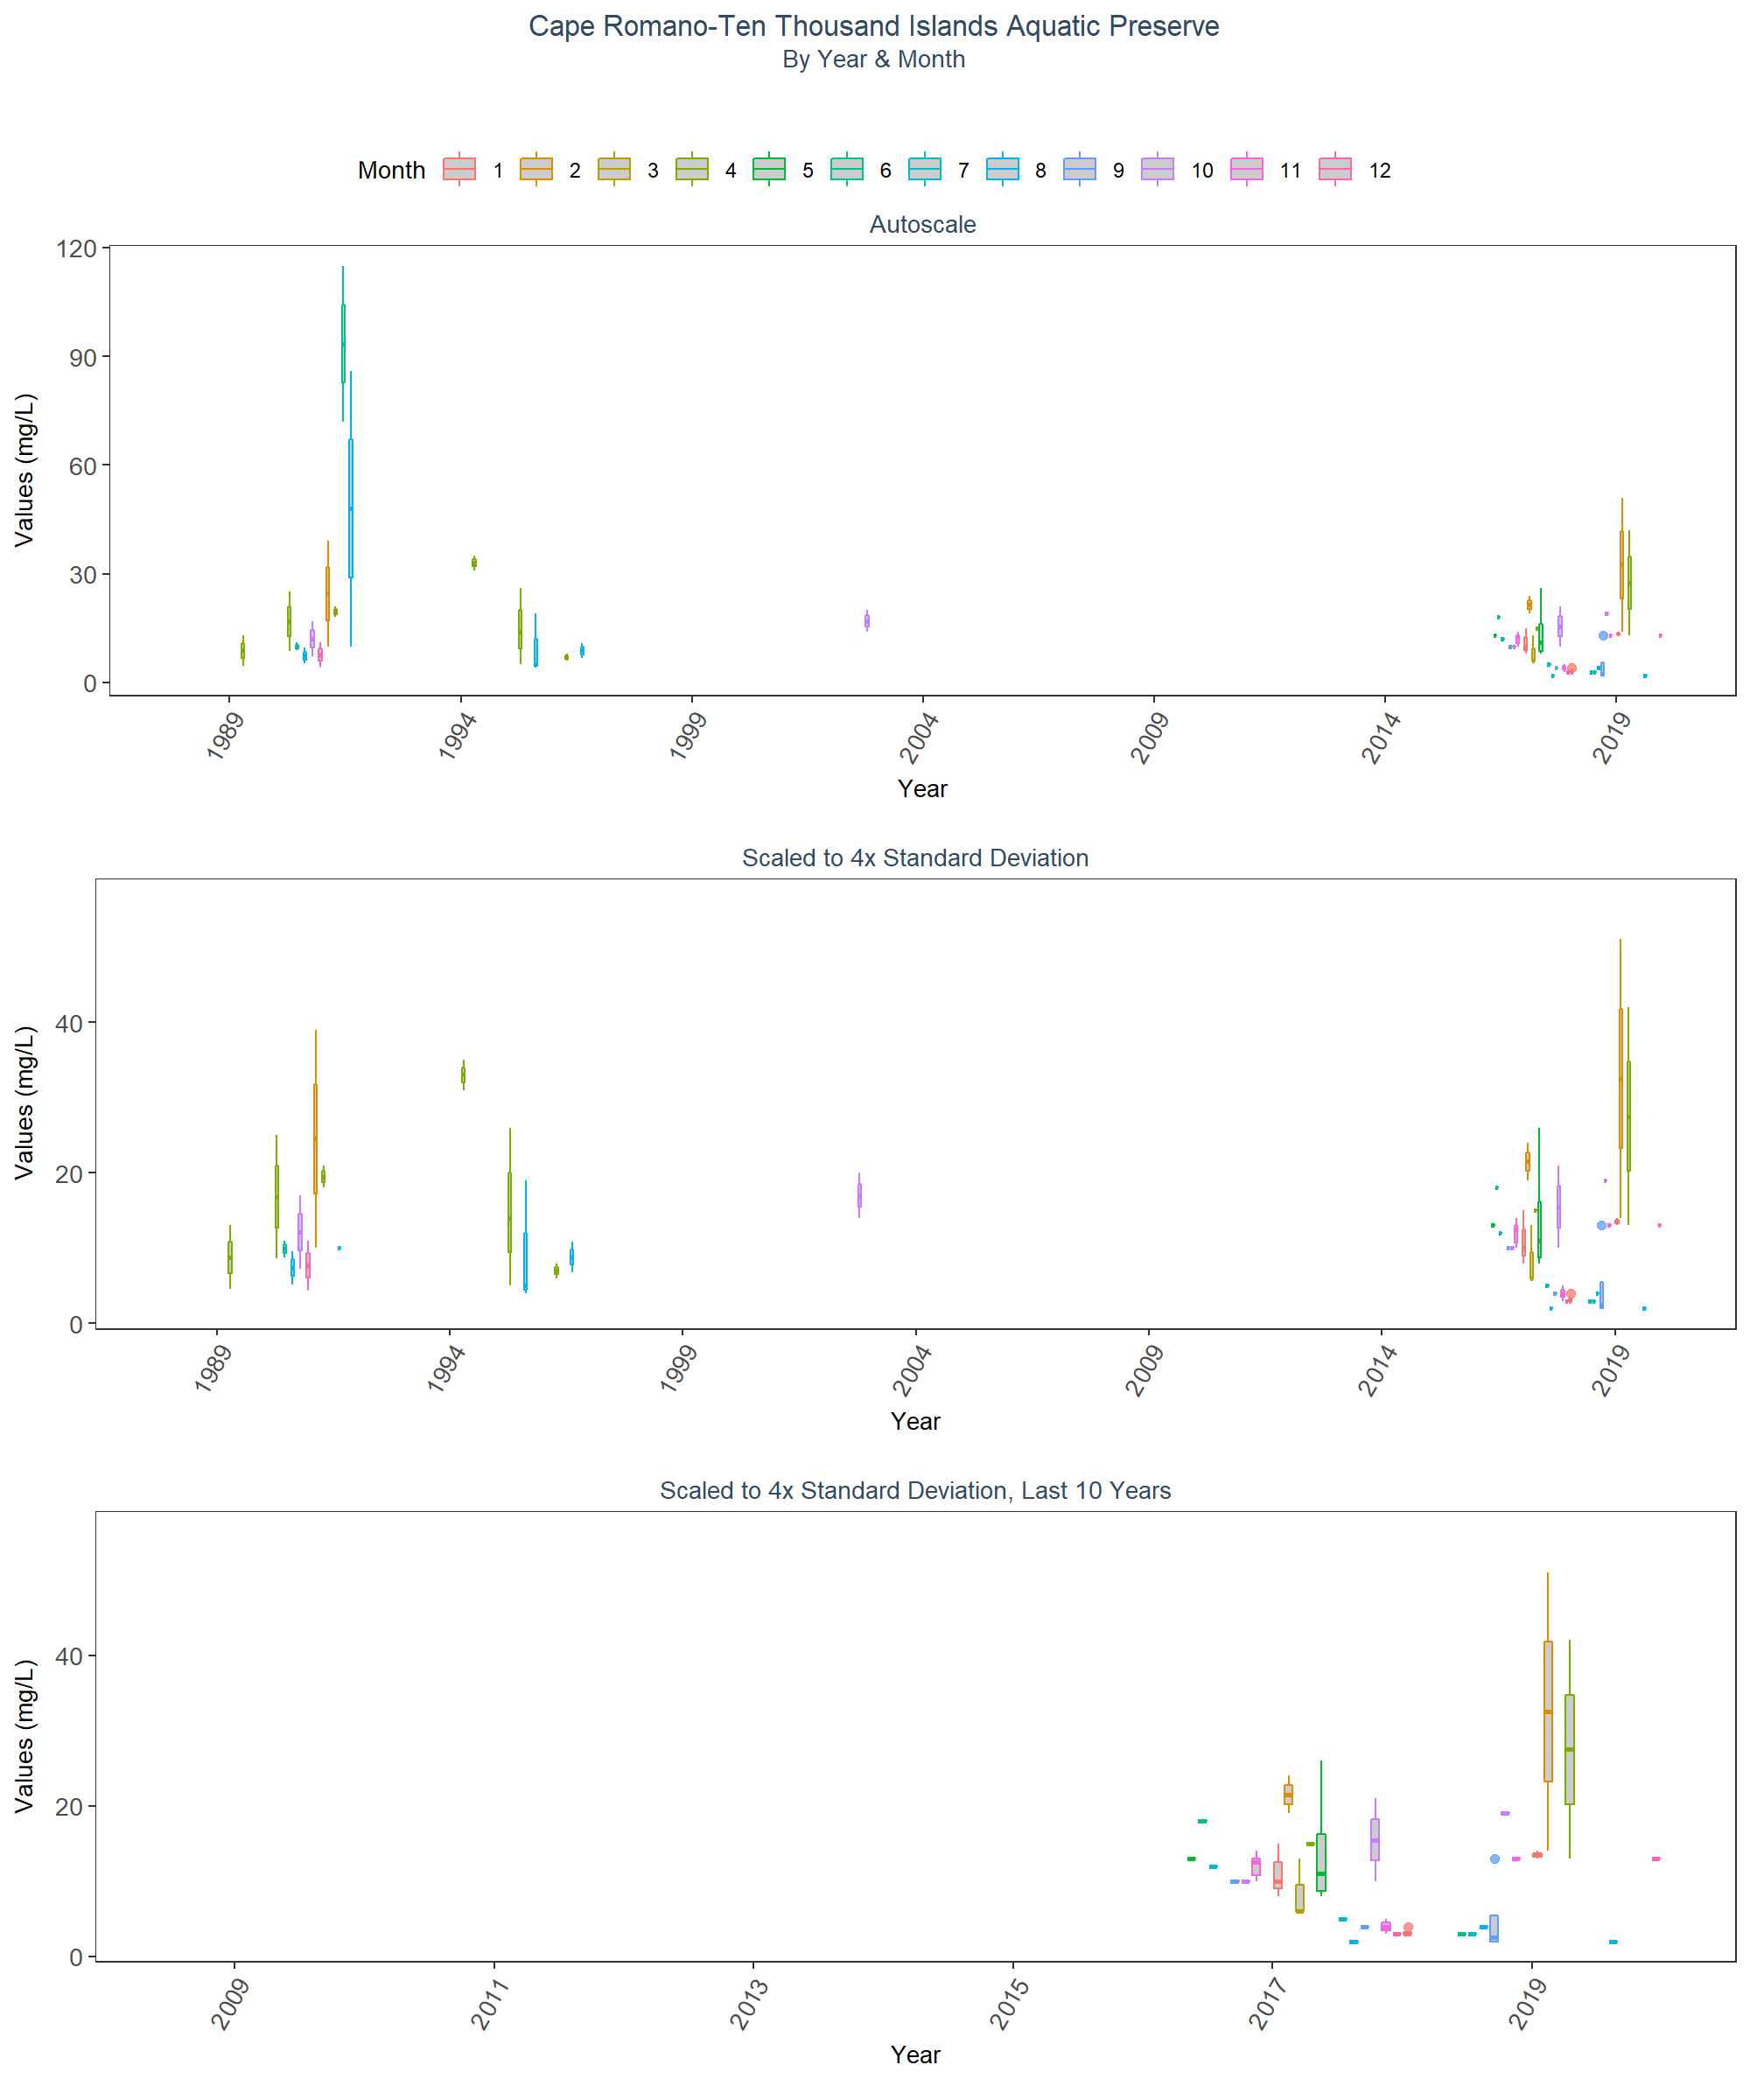 Cape Romano-Ten Thousand Islands Aquatic Preserve
By Year & Month
Month 1 2 3 4 5 6 7 8 9 10 11 12
Autoscale
120
90
60
30
0
Values (mg/L)
1989 1994 1999 2004 2009 2014 2019
Year
Scaled to 4x Standard Deviation
40
20
0
Values (mg/L)
1989 1994 1999 2004 2009 2014 2019
Year
Scaled to 4x Standard Deviation, Last 10 Years
40
20
0
Values (mg/L)
2009 2011 2013 2015 2017 2019
Year